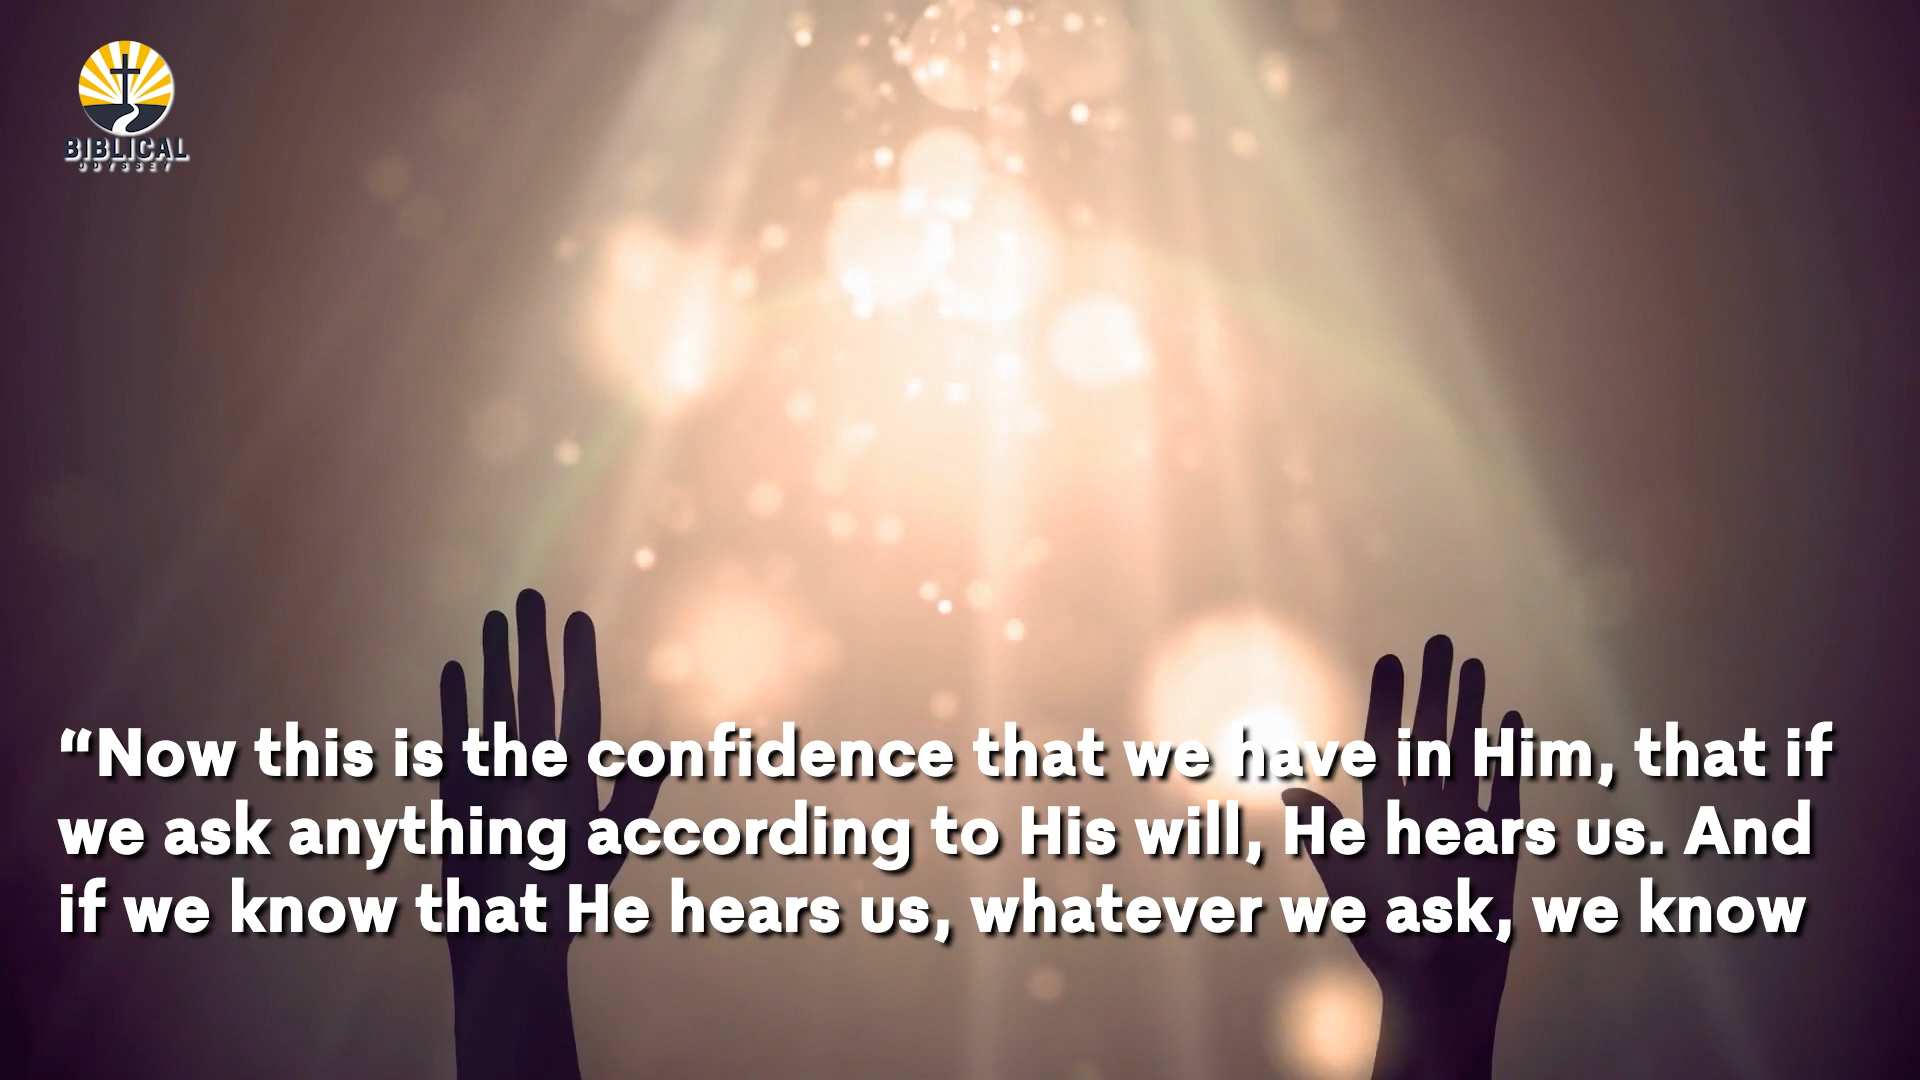 BIBLICAL
ODYSSEY
“Now this is the confidence that we have in Him, that if
we ask anything according to His will, He hears us. And
if we know that He hears us, whatever we ask, we know